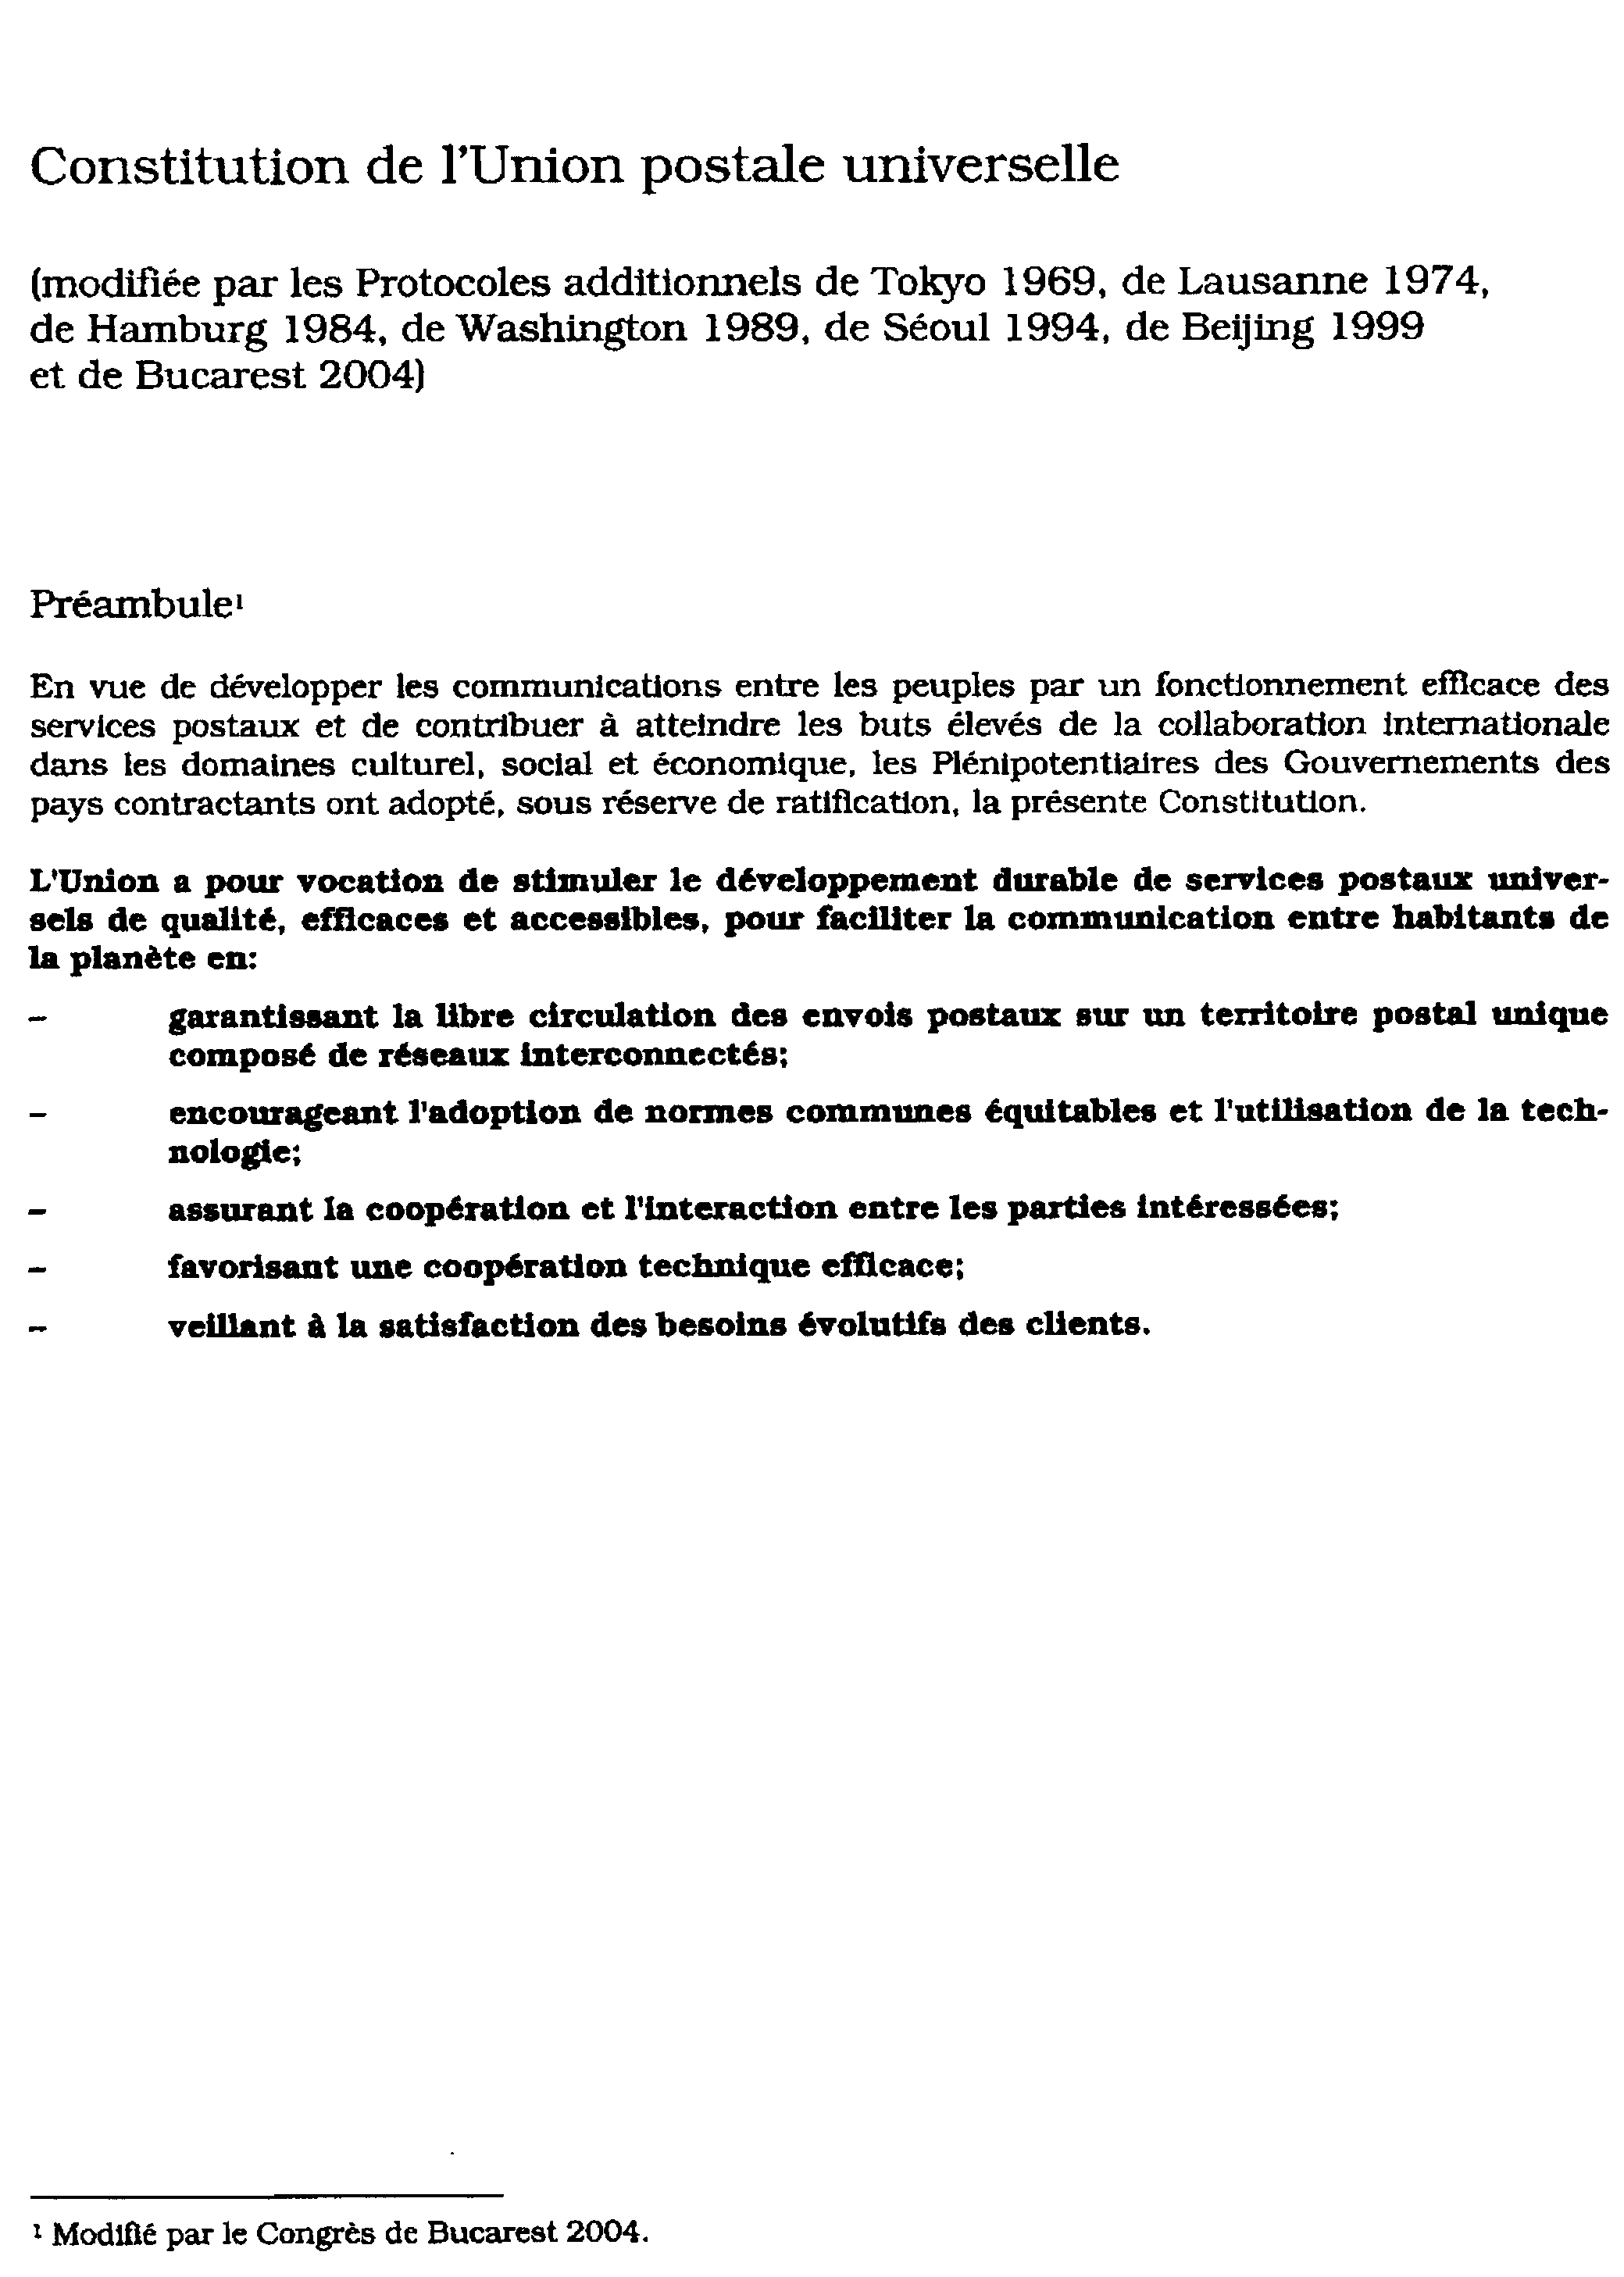 Constitution de l'Union postale universelle
(modifiée par les Protocoles additionnels de Tokyo 1969, de Lausanne 1974,
de Hamburg 1984, de Washington 1989, de Séoul 1994, de Beijing 1999
et de Bucarest 2004)
Préambule¹
En vue de développer les communications entre les peuples par un fonctionnement efficace des
services postaux et de contribuer à atteindre les buts élevés de la collaboration internationale
dans les domaines culturel, social et économique, les Plénipotentiaires des Gouvernements des
pays contractants ont adopté, sous réserve de ratification, la présente Constitution.
L'Union a pour vocation de stimuler le développement durable de services postaux univer-
sels de qualité, efficaces et accessibles, pour faciliter la communication entre habitants de
la planète en:
– garantissant la libre circulation des envois postaux sur un territoire postal unique
composé de réseaux interconnectés;
– encourageant l'adoption de normes communes équitables et l'utilisation de la tech-
nologie;
– assurant la coopération et l'interaction entre les parties intéressées;
– favorisant une coopération technique efficace;
– veillant à la satisfaction des besoins évolutifs des clients.
¹ Modifié par le Congrès de Bucarest 2004.